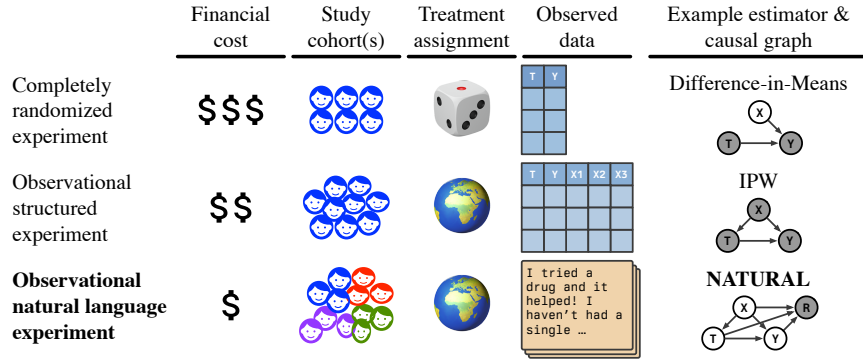 Financial cost
Study cohort(s)
Treatment assignment
Observed data
Example estimator & causal graph
Completely randomized experiment
$$$
T Y
Difference-in-Means
X
T Y
Observational structured experiment
$$
T Y X1 X2 X3
IPW
X
T Y
Observational natural language experiment
$
I tried a
drug and it
helped! I
haven't had a
single …
NATURAL
X R
T Y